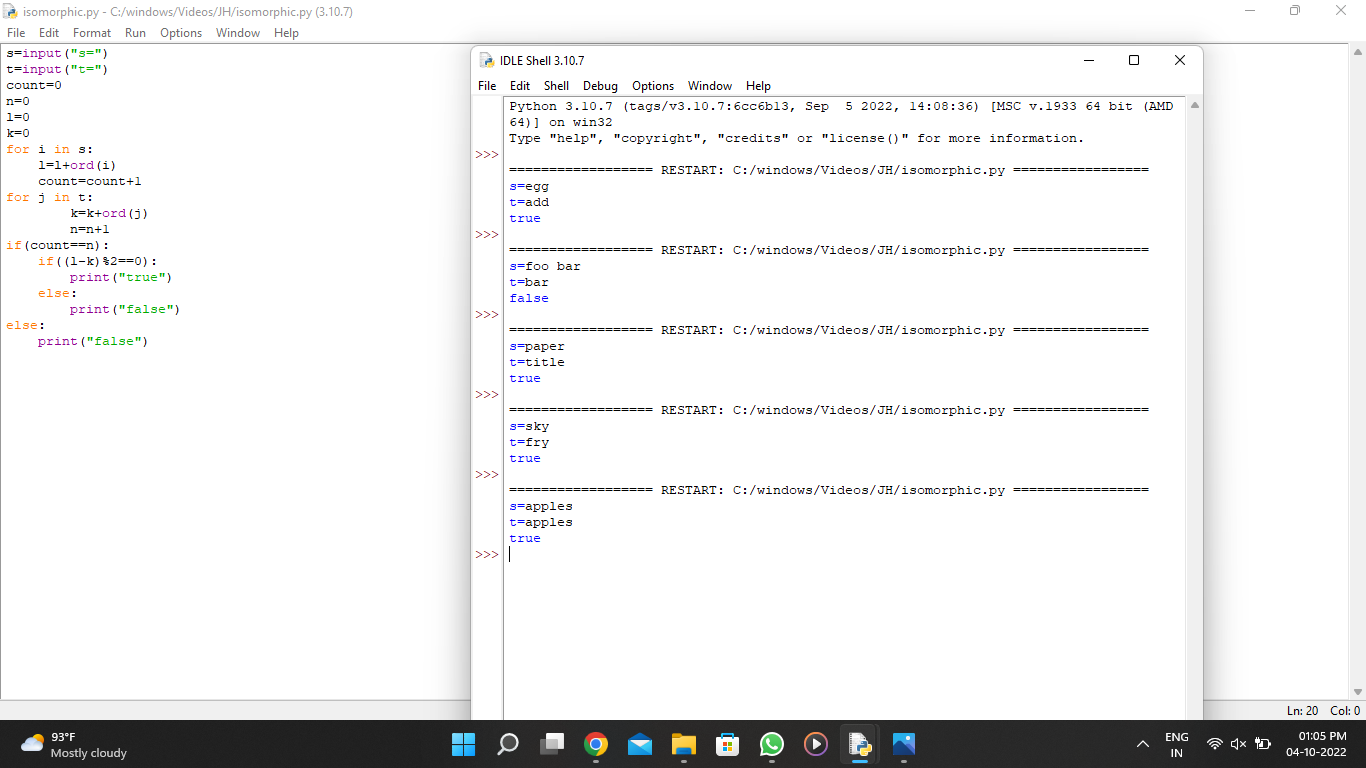 isomorphic.py - C:/windows/Videos/JH/isomorphic.py (3.10.7)
File Edit Format Run Options Window Help
s=input("s=")
t=input("t=")
count=0
n=0
l=0
k=0
for i in s:
    l=l+ord(i)
    count=count+1
for j in t:
        k=k+ord(j)
        n=n+1
if(count==n):
    if((l-k)%2==0):
        print("true")
    else:
        print("false")
else:
    print("false")
IDLE Shell 3.10.7
File Edit Shell Debug Options Window Help
Python 3.10.7 (tags/v3.10.7:6cc6b13, Sep  5 2022, 14:08:36) [MSC v.1933 64 bit (AMD
64)] on win32
Type "help", "copyright", "credits" or "license()" for more information.
>>>
================== RESTART: C:/windows/Videos/JH/isomorphic.py =================
s=egg
t=add
true
>>>
================== RESTART: C:/windows/Videos/JH/isomorphic.py =================
s=foo bar
t=bar
false
>>>
================== RESTART: C:/windows/Videos/JH/isomorphic.py =================
s=paper
t=title
true
>>>
================== RESTART: C:/windows/Videos/JH/isomorphic.py =================
s=sky
t=fry
true
>>>
================== RESTART: C:/windows/Videos/JH/isomorphic.py =================
s=apples
t=apples
true
>>>
Ln: 20 Col: 0
93°F
Mostly cloudy
ENG
IN
01:05 PM
04-10-2022